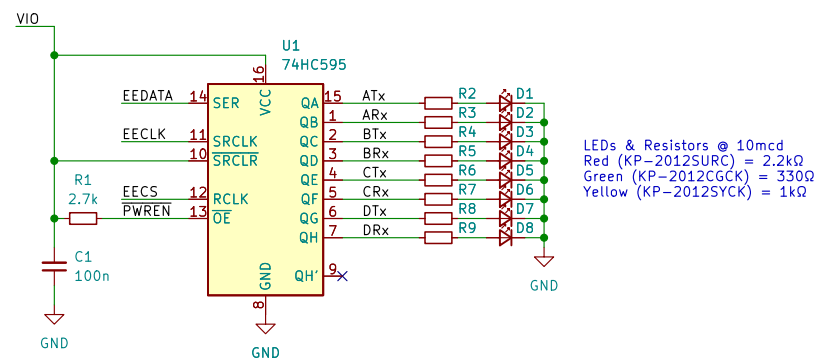 VIO
U1
74HC595
16
VCC
EEDATA 14 SER QA 15 ATx R2 D1
QB 1 ARx R3 D2
EECLK 11 SRCLK QC 2 BTx R4 D3
10 SRCLR QD 3 BRx R5 D4
QE 4 CTx R6 D5
EECS 12 RCLK QF 5 CRx R7 D6
PWREN 13 OE QG 6 DTx R8 D7
QH 7 DRx R9 D8
R1
2.7k
C1
100n
GND
QH' 9
GND
8
GND
GND
LEDs & Resistors @ 10mcd
Red (KP-2012SURC) = 2.2kΩ
Green (KP-2012CGCK) = 330Ω
Yellow (KP-2012SYCK) = 1kΩ